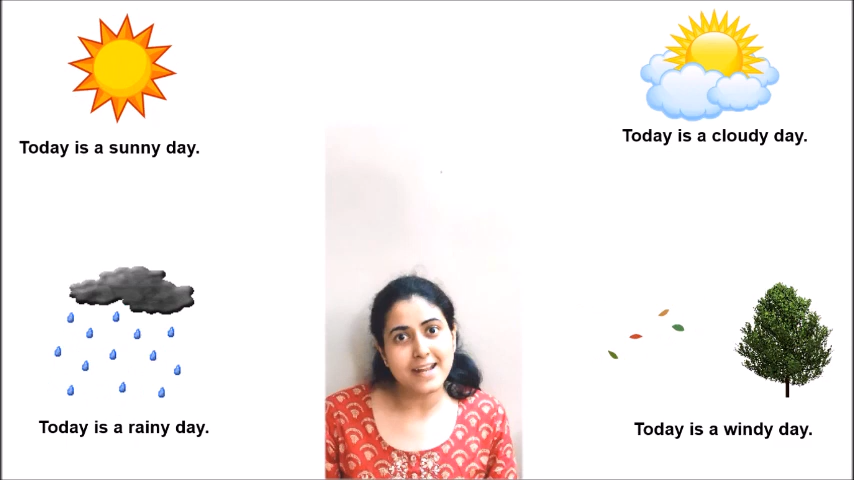 Today is a sunny day.
Today is a cloudy day.
Today is a rainy day.
Today is a windy day.